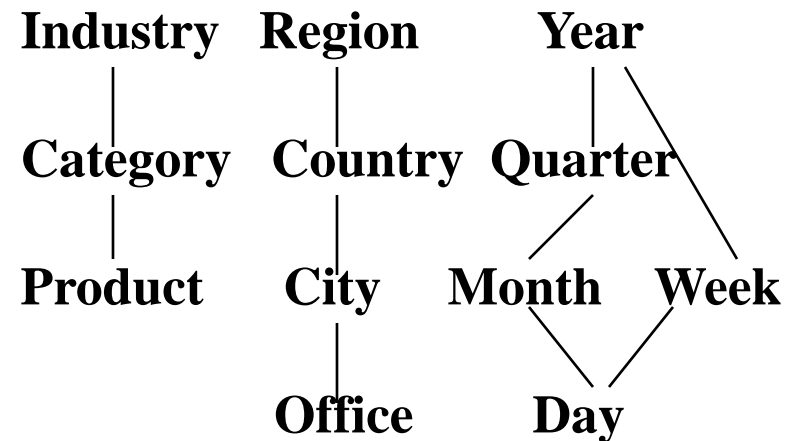 Industry Region Year
Category Country Quarter
Product City Month Week
Office Day